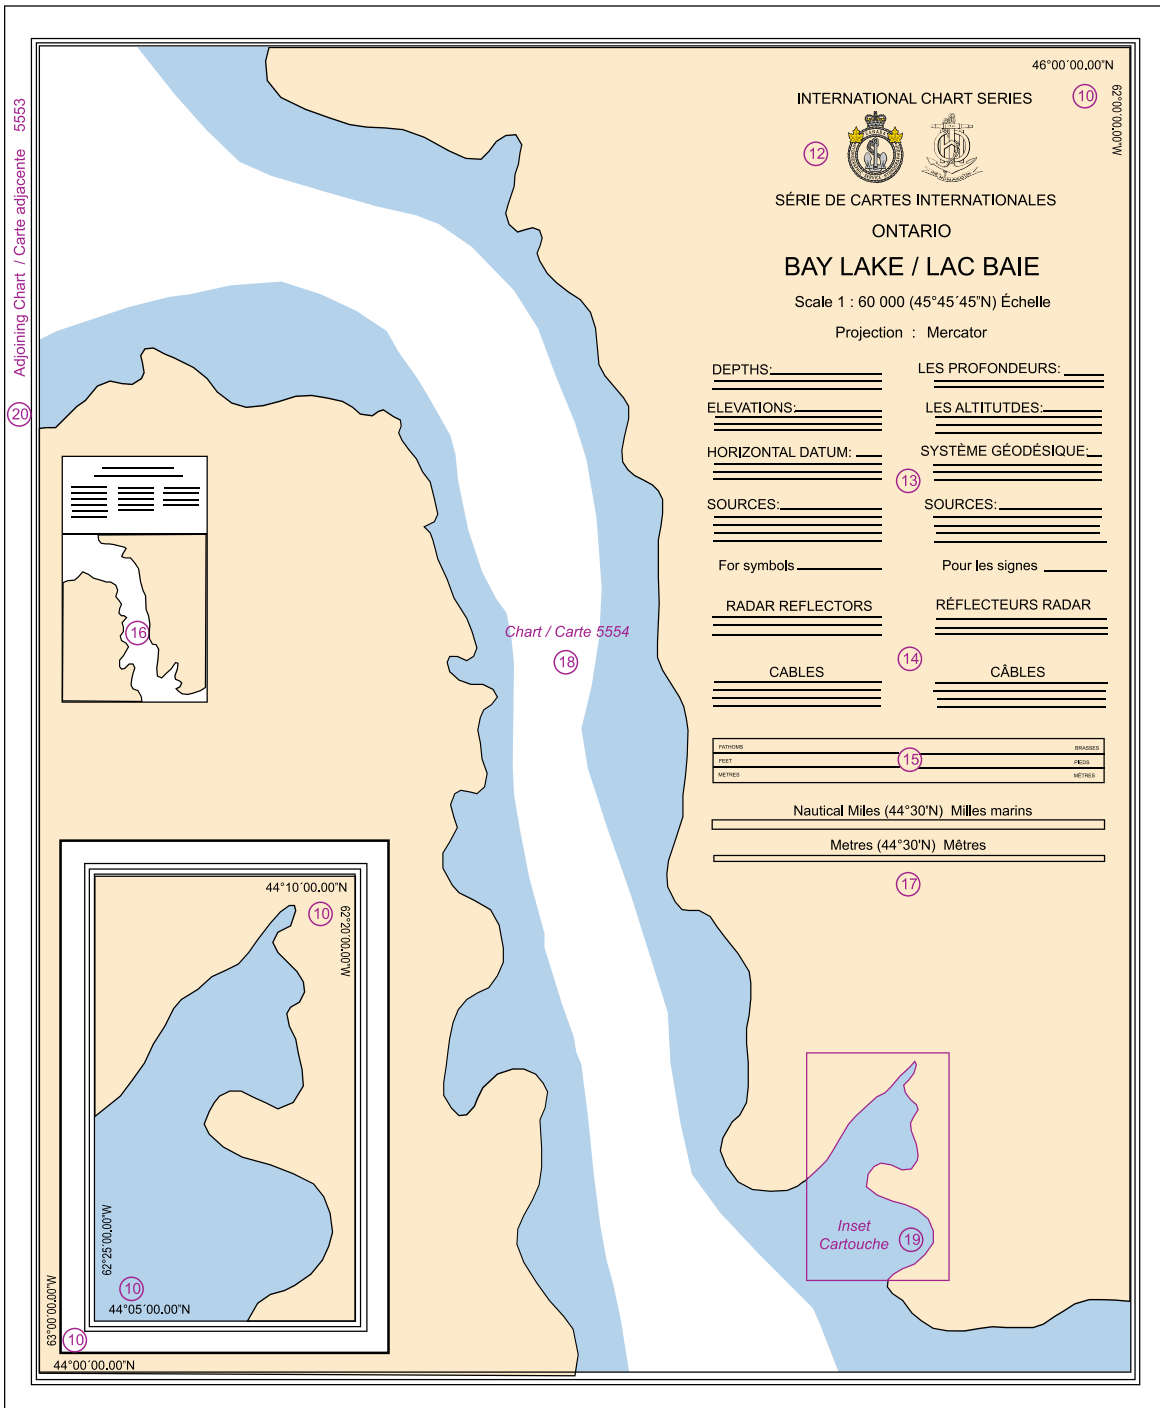 46°00′00.00″N
62°00′00.00″W
10
INTERNATIONAL CHART SERIES
12
CANADA
SÉRIE DE CARTES INTERNATIONALES
ONTARIO
BAY LAKE / LAC BAIE
Scale 1 : 60 000 (45°45′45″N) Échelle
Projection : Mercator
DEPTHS:
LES PROFONDEURS:
ELEVATIONS:
LES ALTITUTDES:
HORIZONTAL DATUM:
SYSTÈME GÉODÉSIQUE:
13
SOURCES:
SOURCES:
For symbols
Pour les signes
RADAR REFLECTORS
RÉFLECTEURS RADAR
14
CABLES
CÂBLES
FATHOMS
BRASSES
FEET
15
PIEDS
METRES
MÈTRES
Nautical Miles (44°30'N) Milles marins
Metres (44°30'N) Mêtres
17
Adjoining Chart / Carte adjacente 5553
20
16
Chart / Carte 5554
18
44°10′00.00″N
10
62°20′00.00″W
62°25′00.00″W
10
44°05′00.00″N
63°00′00.00″W
10
44°00′00.00″N
Inset
Cartouche
19